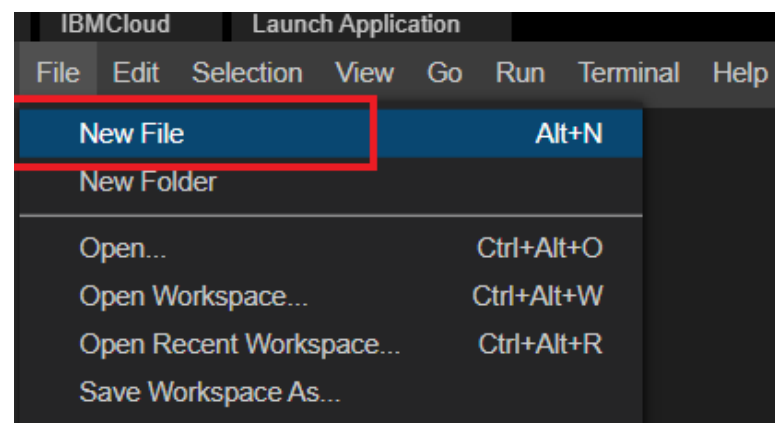 IBMCloud Launch Application
File Edit Selection View Go Run Terminal Help
New File Alt+N
New Folder
Open... Ctrl+Alt+O
Open Workspace... Ctrl+Alt+W
Open Recent Workspace... Ctrl+Alt+R
Save Workspace As...